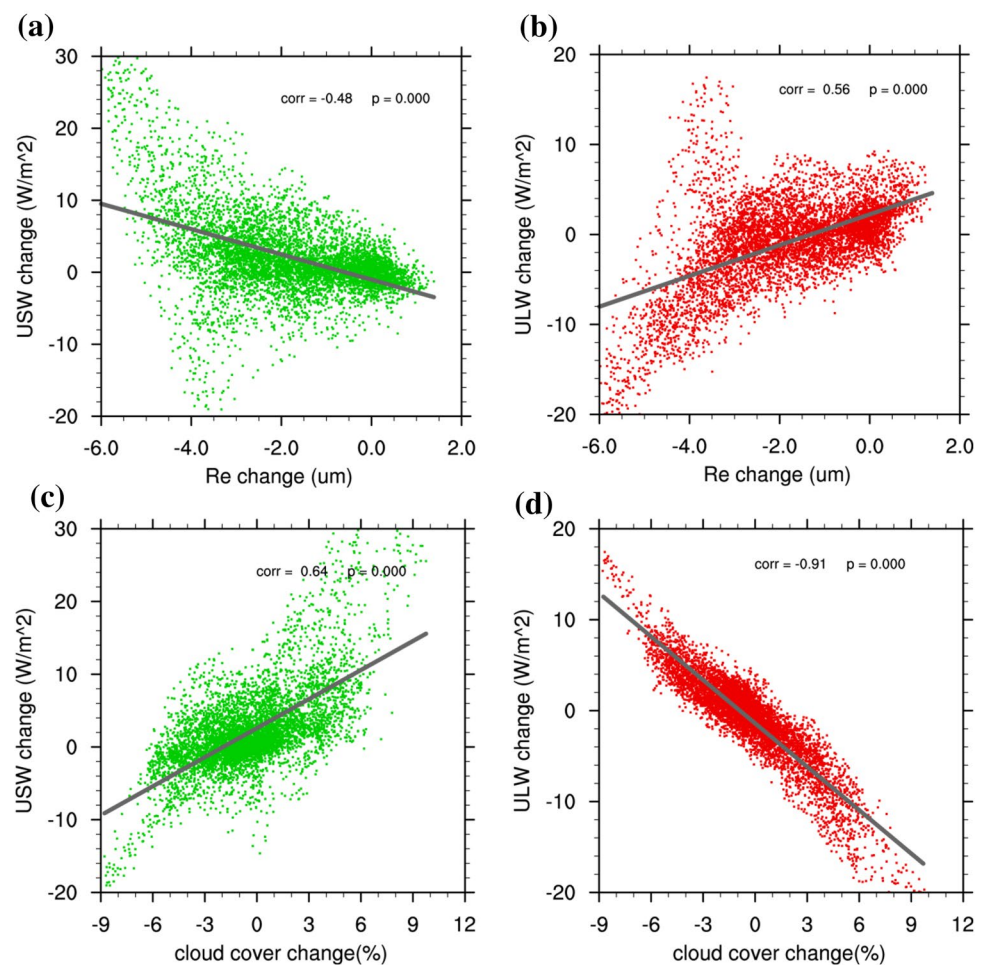 (a)
30
20
10
0
-10
-20
USW change (W/m^2)
corr = -0.48 p = 0.000
-6.0 -4.0 -2.0 0.0 2.0
Re change (um)
(b)
20
10
0
-10
-20
ULW change (W/m^2)
corr = 0.56 p = 0.000
-6.0 -4.0 -2.0 0.0 2.0
Re change (um)
(c)
30
20
10
0
-10
-20
USW change (W/m^2)
corr = 0.64 p = 0.000
-9 -6 -3 0 3 6 9 12
cloud cover change(%)
(d)
20
10
0
-10
-20
ULW change (W/m^2)
corr = -0.91 p = 0.000
-9 -6 -3 0 3 6 9 12
cloud cover change(%)